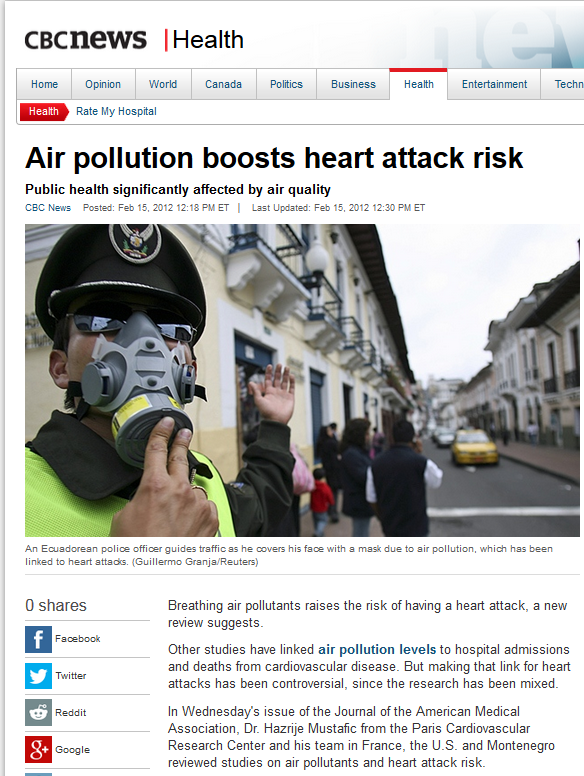 CBCnews | Health
Home Opinion World Canada Politics Business Health Entertainment Techn
Health Rate My Hospital
Air pollution boosts heart attack risk
Public health significantly affected by air quality
CBC News Posted: Feb 15, 2012 12:18 PM ET | Last Updated: Feb 15, 2012 12:30 PM ET
An Ecuadorean police officer guides traffic as he covers his face with a mask due to air pollution, which has been
linked to heart attacks. (Guillermo Granja/Reuters)
0 shares
Facebook
Twitter
Reddit
Google
Breathing air pollutants raises the risk of having a heart attack, a new
review suggests.
Other studies have linked air pollution levels to hospital admissions
and deaths from cardiovascular disease. But making that link for heart
attacks has been controversial, since the research has been mixed.
In Wednesday's issue of the Journal of the American Medical
Association, Dr. Hazrije Mustafic from the Paris Cardiovascular
Research Center and his team in France, the U.S. and Montenegro
reviewed studies on air pollutants and heart attack risk.